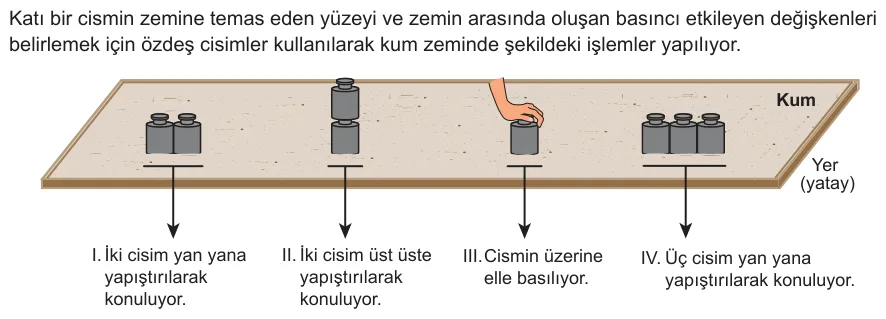 Katı bir cismin zemine temas eden yüzeyi ve zemin arasında oluşan basıncı etkileyen değişkenleri
belirlemek için özdeş cisimler kullanılarak kum zeminde şekildeki işlemler yapılıyor.
Kum
Yer
(yatay)
I. İki cisim yan yana
yapıştırılarak
konuluyor.
II. İki cisim üst üste
yapıştırılarak
konuluyor.
III. Cismin üzerine
elle basılıyor.
IV. Üç cisim yan yana
yapıştırılarak konuluyor.